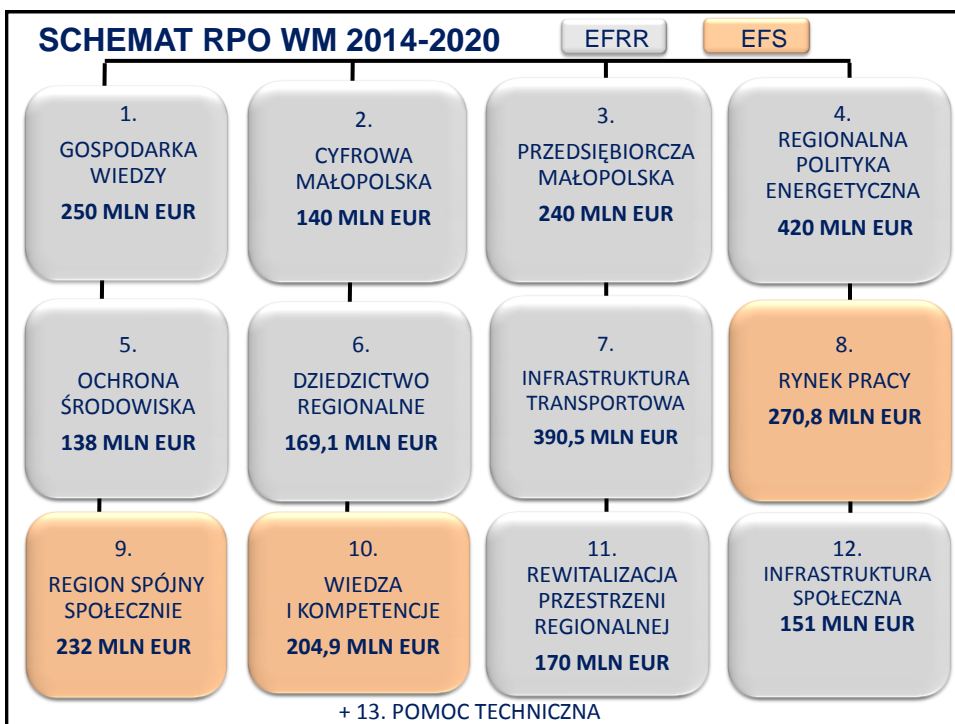 SCHEMAT RPO WM 2014-2020
EFRR
EFS
1.
GOSPODARKA
WIEDZY
250 MLN EUR
2.
CYFROWA
MAŁOPOLSKA
140 MLN EUR
3.
PRZEDSIĘBIORCZA
MAŁOPOLSKA
240 MLN EUR
4.
REGIONALNA
POLITYKA
ENERGETYCZNA
420 MLN EUR
5.
OCHRONA
ŚRODOWISKA
138 MLN EUR
6.
DZIEDZICTWO
REGIONALNE
169,1 MLN EUR
7.
INFRASTRUKTURA
TRANSPORTOWA
390,5 MLN EUR
8.
RYNEK PRACY
270,8 MLN EUR
9.
REGION SPÓJNY
SPOŁECZNIE
232 MLN EUR
10.
WIEDZA
I KOMPETENCJE
204,9 MLN EUR
11.
REWITALIZACJA
PRZESTRZENI
REGIONALNEJ
170 MLN EUR
12.
INFRASTRUKTURA
SPOŁECZNA
151 MLN EUR
+ 13. POMOC TECHNICZNA